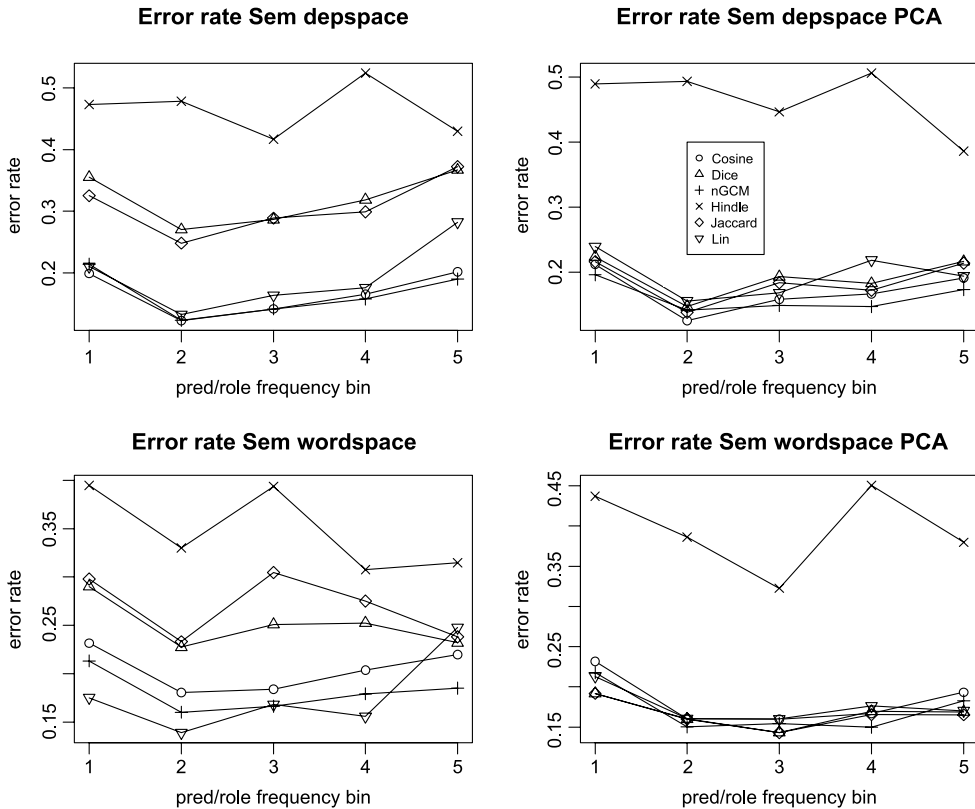 Error rate Sem depspace
error rate
0.5
0.4
0.3
0.2
1 2 3 4 5
pred/role frequency bin
Error rate Sem depspace PCA
error rate
0.5
0.4
0.3
0.2
Cosine
Dice
nGCM
Hindle
Jaccard
Lin
1 2 3 4 5
pred/role frequency bin
Error rate Sem wordspace
error rate
0.35
0.25
0.15
1 2 3 4 5
pred/role frequency bin
Error rate Sem wordspace PCA
error rate
0.45
0.35
0.25
0.15
1 2 3 4 5
pred/role frequency bin